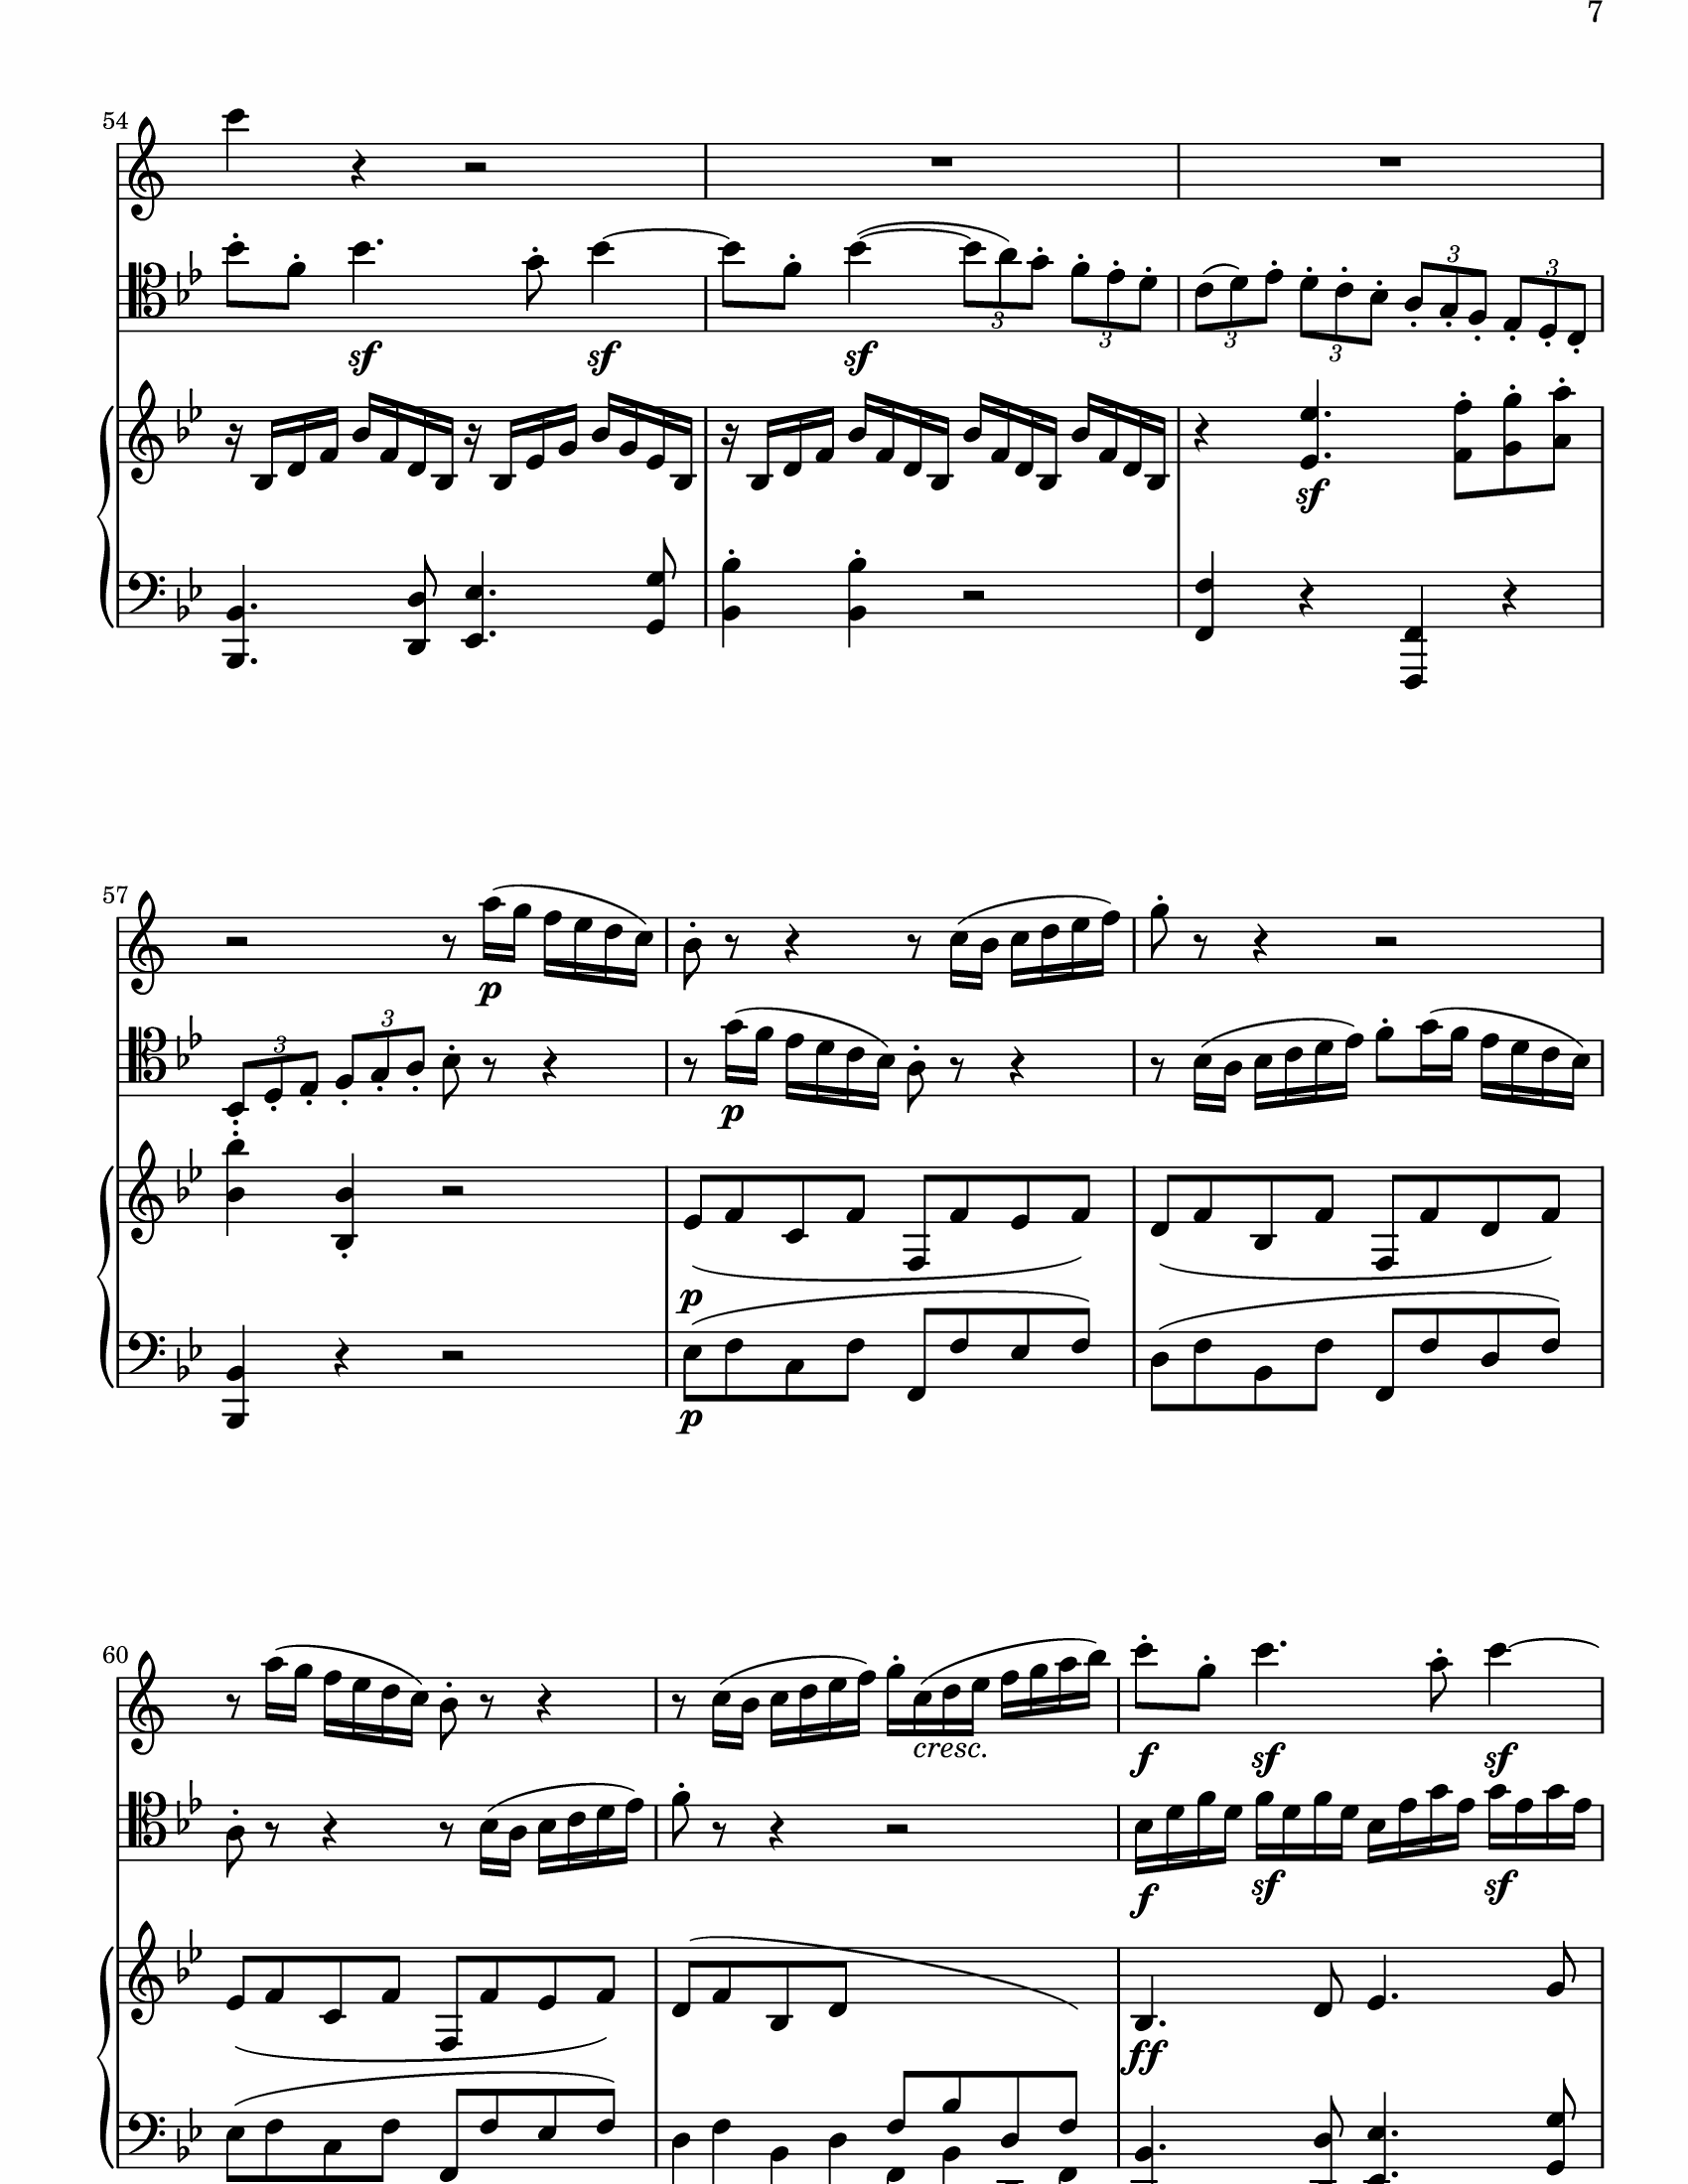 7
54
sf sf sf
3 3 3 3 3 3
sf
57
p
3 3
p
p
p
60
cresc. f sf sf
f sf sf
ff